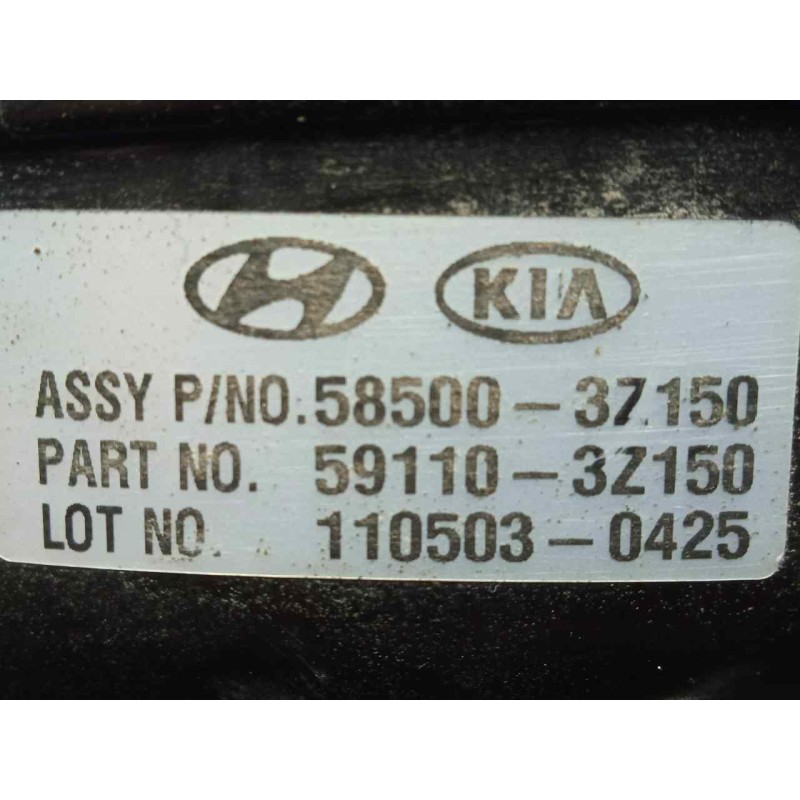 KIA
ASSY P/NO.58500-3Z150
PART NO. 59110-3Z150
LOT NO. 110503-0425